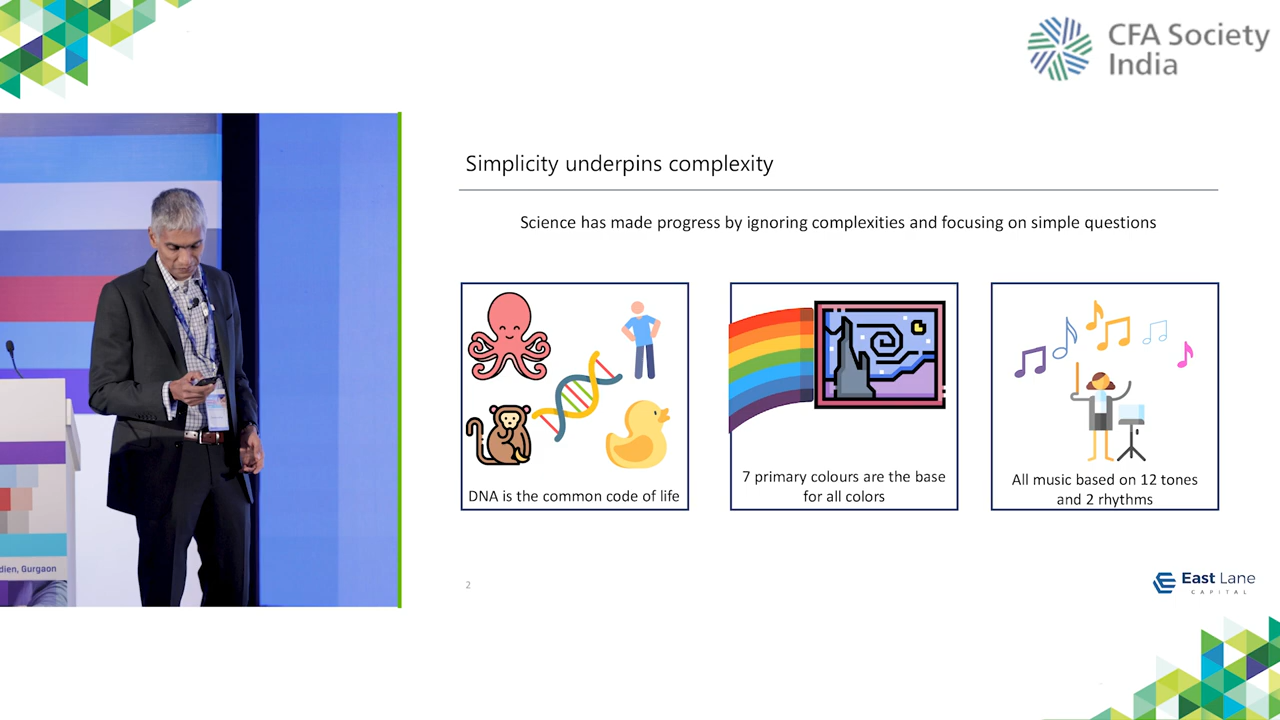 CFA Society
India
Simplicity underpins complexity
Science has made progress by ignoring complexities and focusing on simple questions
DNA is the common code of life
7 primary colours are the base
for all colors
All music based on 12 tones
and 2 rhythms
dien, Gurgaon
2
East Lane
CAPITAL